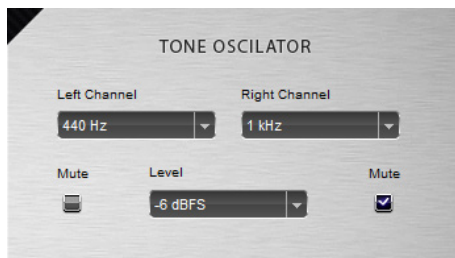 TONE OSCILATOR
Left Channel Right Channel
440 Hz 1 kHz
Mute Level Mute
-6 dBFS